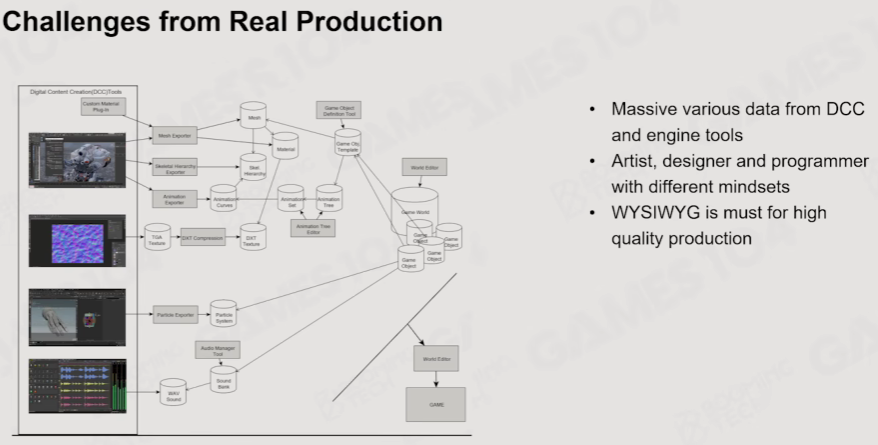 Challenges from Real Production
Digital Content Creation(DCC)Tools
Custom Material
Plug-In
Mesh Exporter
Skeletal Hierarchy
Exporter
Animation
Exporter
Mesh
Material
Skel.
Hierarchy
Animation
Curves
Animation
Set
Animation
Tree
Animation Tree
Editor
Game Object
Definition Tool
Game Obj.
Template
World Editor
Game World
Game
Object
Game
Object
Game
Object
Game
Object
TGA
Texture
DXT Compression
DXT
Texture
Particle Exporter
Particle
System
Audio Manager
Tool
Sound
Bank
WAV
Sound
World Editor
GAME
• Massive various data from DCC
and engine tools
• Artist, designer and programmer
with different mindsets
• WYSIWYG is must for high
quality production
GAMES104